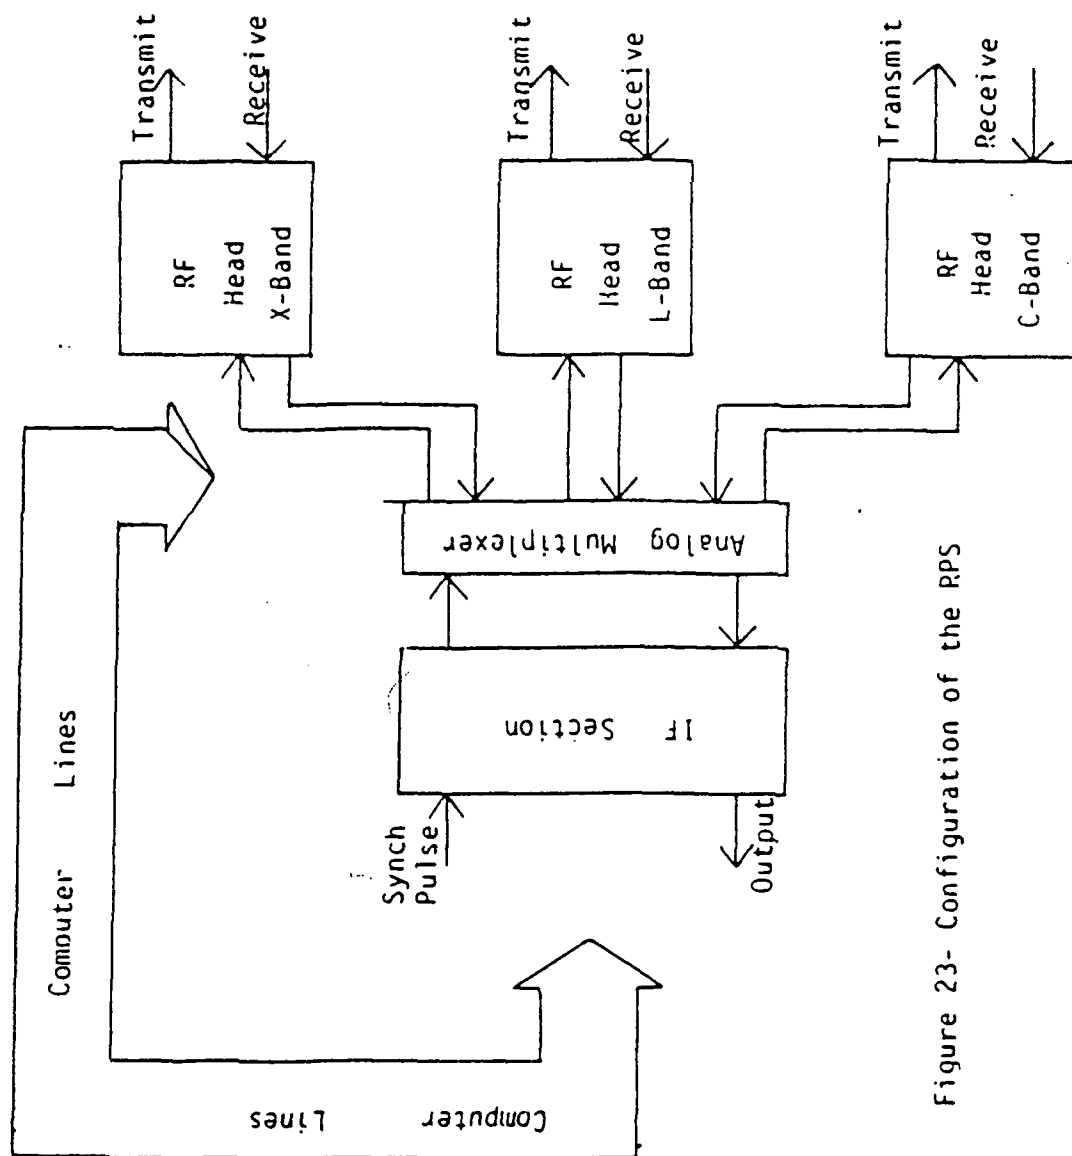 Computer Lines
Computer Lines
Synch
Pulse
Output
IF Section
Analog Multiplexer
RF
Head
X-Band
Transmit
Receive
RF
Head
L-Band
Transmit
Receive
RF
Head
C-Band
Transmit
Receive
Figure 23- Configuration of the RPS